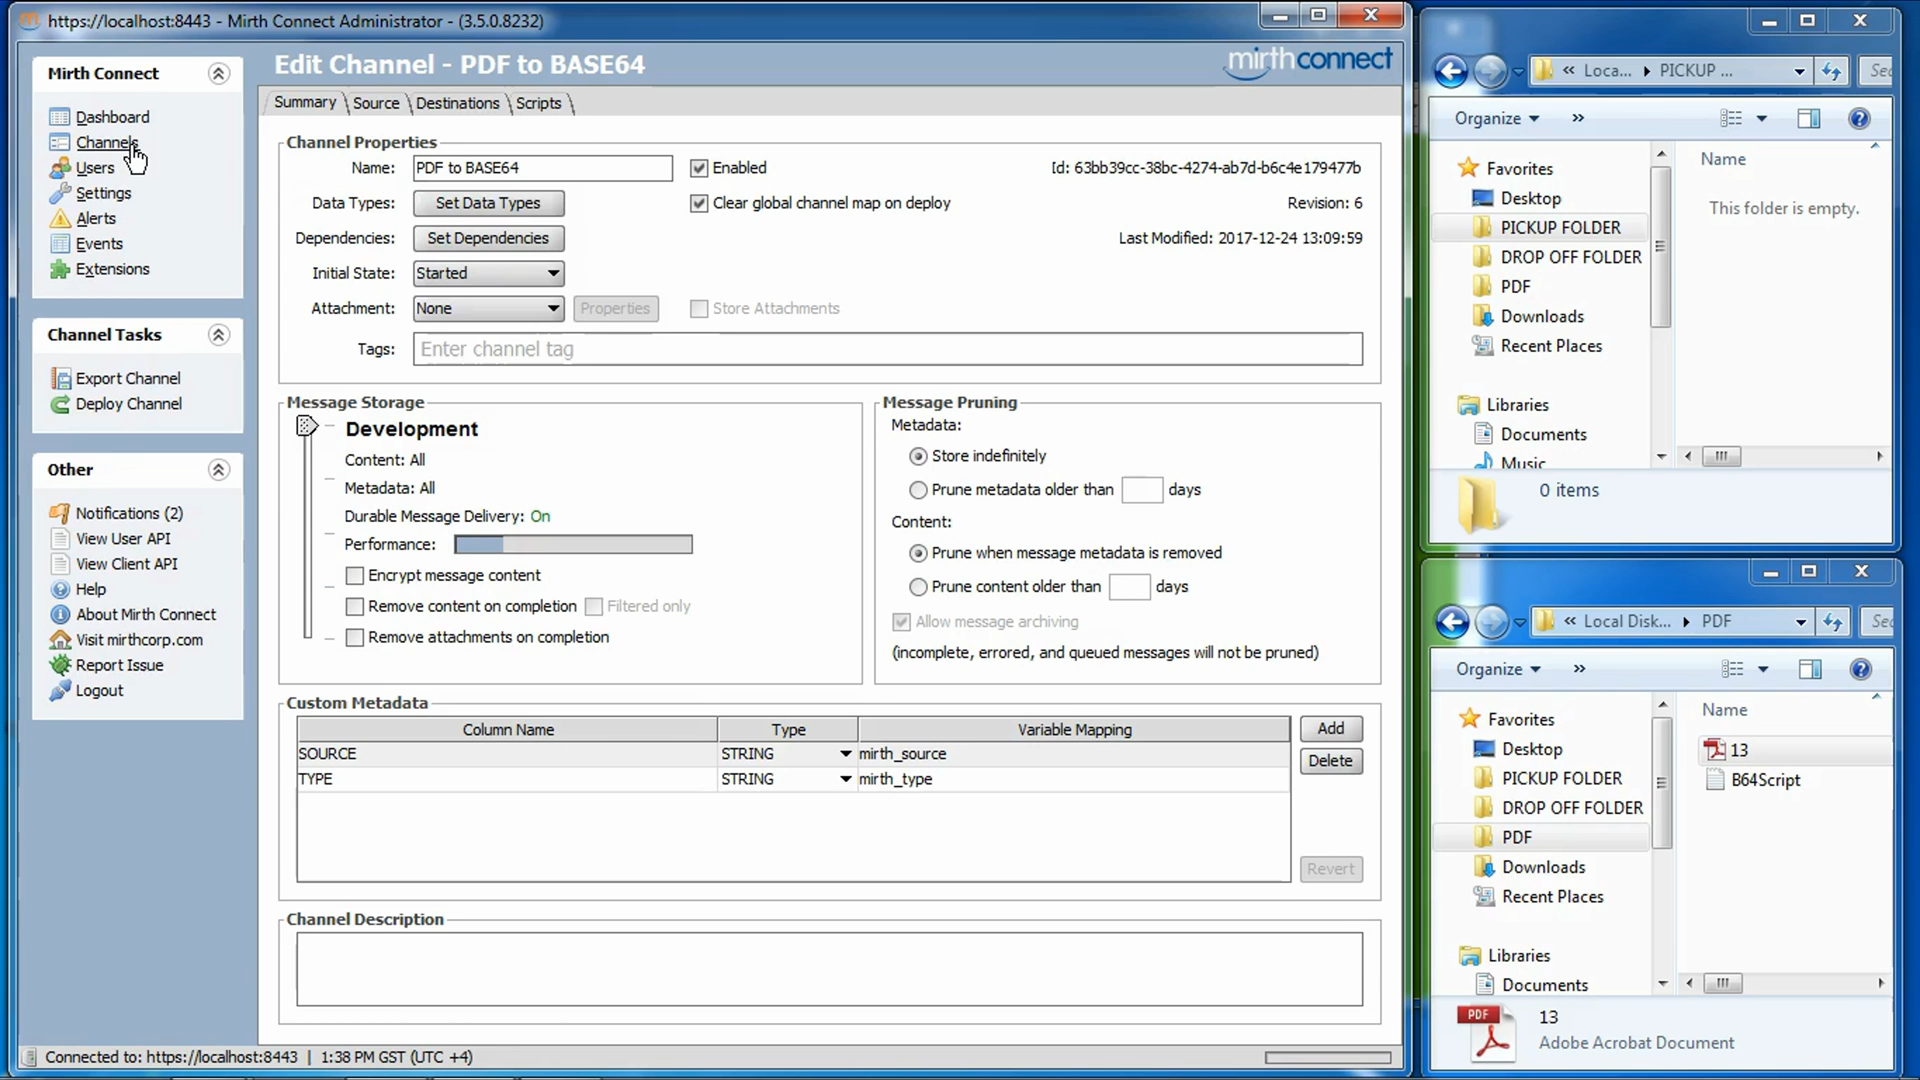 https://localhost:8443 - Mirth Connect Administrator - (3.5.0.8232)
Mirth Connect
Dashboard
Channels
Users
Settings
Alerts
Events
Extensions
Channel Tasks
Export Channel
Deploy Channel
Other
Notifications (2)
View User API
View Client API
Help
About Mirth Connect
Visit mirthcorp.com
Report Issue
Logout
Edit Channel - PDF to BASE64
mirthconnect
Summary Source Destinations Scripts
Channel Properties
Name: PDF to BASE64 Enabled Id: 63bb39cc-38bc-4274-ab7d-b6c4e179477b
Data Types: Set Data Types Clear global channel map on deploy Revision: 6
Dependencies: Set Dependencies Last Modified: 2017-12-24 13:09:59
Initial State: Started
Attachment: None Properties Store Attachments
Tags: Enter channel tag
Message Storage
Development
Content: All
Metadata: All
Durable Message Delivery: On
Performance:
Encrypt message content
Remove content on completion Filtered only
Remove attachments on completion
Message Pruning
Metadata:
Store indefinitely
Prune metadata older than days
Content:
Prune when message metadata is removed
Prune content older than days
Allow message archiving
(incomplete, errored, and queued messages will not be pruned)
Custom Metadata
Column Name Type Variable Mapping
SOURCE STRING mirth_source
TYPE STRING mirth_type
Add
Delete
Revert
Channel Description
Connected to: https://localhost:8443 | 1:38 PM GST (UTC +4)
« Loca... PICKUP ...
Organize »
Favorites
Desktop
PICKUP FOLDER
DROP OFF FOLDER
PDF
Downloads
Recent Places
Libraries
Documents
Music
Name
This folder is empty.
0 items
« Local Disk... PDF
Organize »
Favorites
Desktop
PICKUP FOLDER
DROP OFF FOLDER
PDF
Downloads
Recent Places
Libraries
Documents
Name
13
B64Script
PDF
13
Adobe Acrobat Document